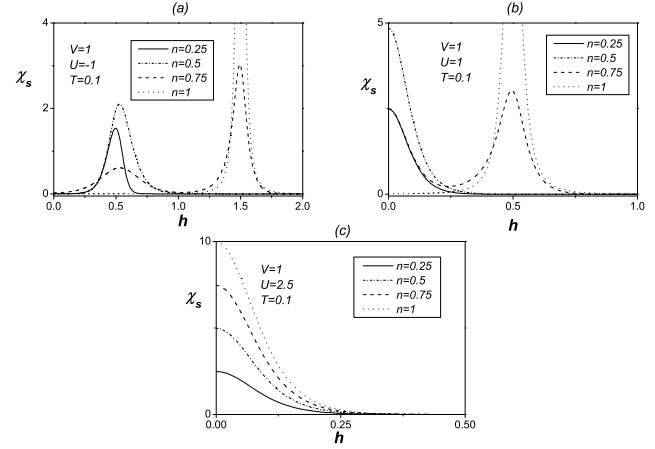 (a)
4
2
0
χs
V=1
U=-1
T=0.1
n=0.25
n=0.5
n=0.75
n=1
0.0 0.5 1.0 1.5 2.0
h
(b)
5
0
χs
V=1
U=1
T=0.1
n=0.25
n=0.5
n=0.75
n=1
0.0 0.5 1.0
h
(c)
10
5
0
χs
V=1
U=2.5
T=0.1
n=0.25
n=0.5
n=0.75
n=1
0.00 0.25 0.50
h